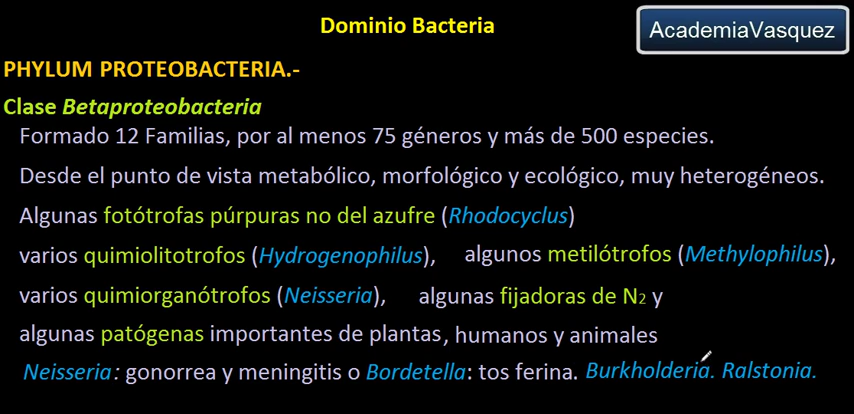 Dominio Bacteria
AcademiaVasquez
PHYLUM PROTEOBACTERIA.-
Clase Betaproteobacteria
Formado 12 Familias, por al menos 75 géneros y más de 500 especies.
Desde el punto de vista metabólico, morfológico y ecológico, muy heterogéneos.
Algunas fotótrofas púrpuras no del azufre (Rhodocyclus)
varios quimiolitotrofos (Hydrogenophilus), algunos metilótrofos (Methylophilus),
varios quimiorganótrofos (Neisseria), algunas fijadoras de N2 y
algunas patógenas importantes de plantas, humanos y animales
Neisseria: gonorrea y meningitis o Bordetella: tos ferina. Burkholderia. Ralstonia.